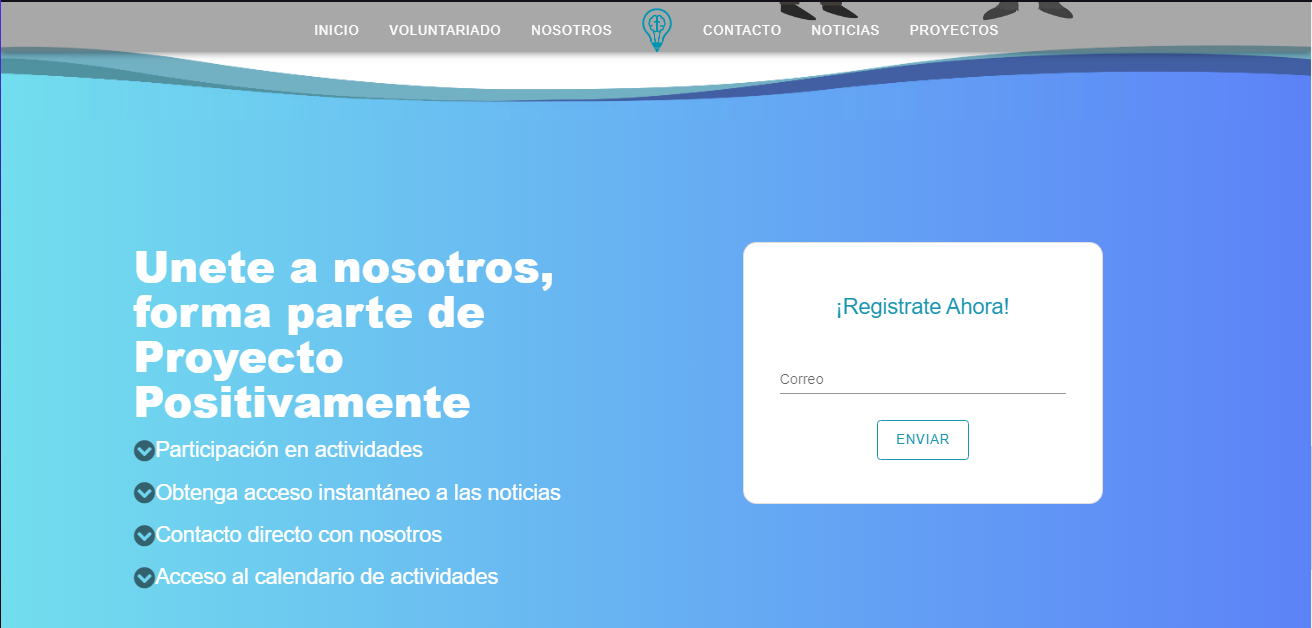 INICIO VOLUNTARIADO NOSOTROS CONTACTO NOTICIAS PROYECTOS
Unete a nosotros,
forma parte de
Proyecto
Positivamente
Participación en actividades
Obtenga acceso instantáneo a las noticias
Contacto directo con nosotros
Acceso al calendario de actividades
¡Registrate Ahora!
Correo
ENVIAR